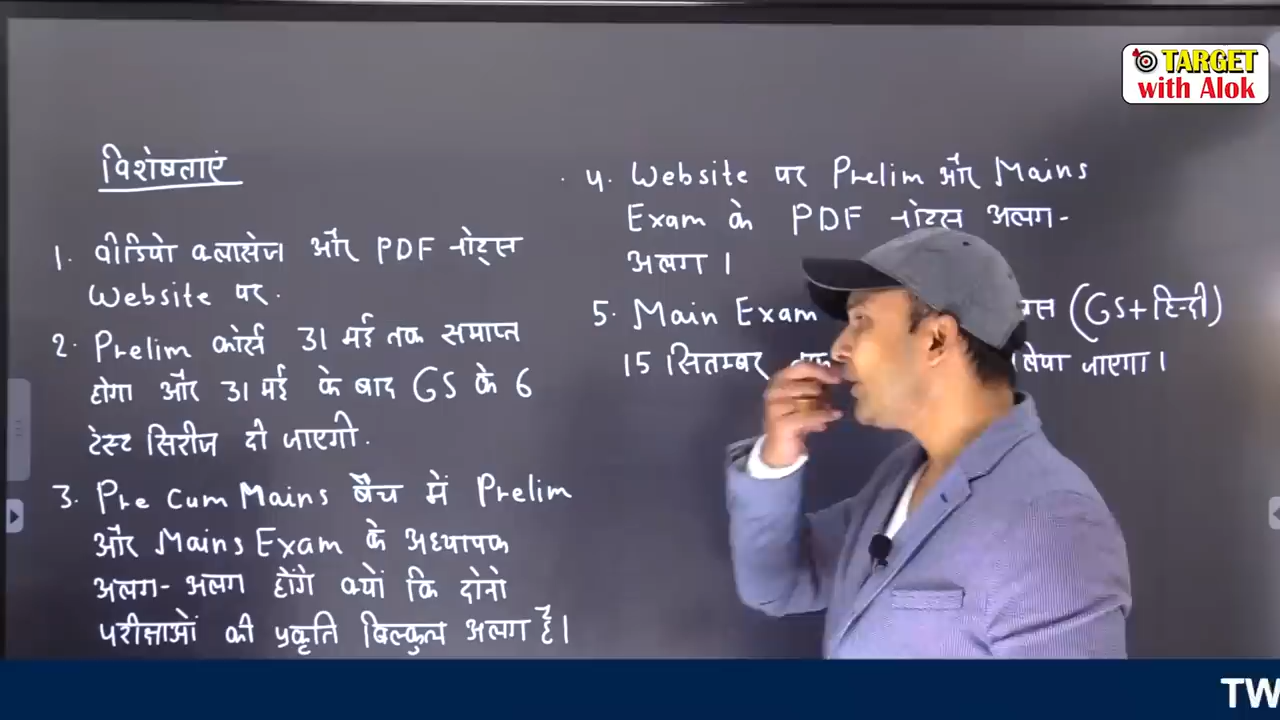 TARGET
with Alok
विशेषताएं
1. वीडियो क्लासेज और PDF नोट्स
Website पर.
2. Prelim कोर्स 31 मई तक समाप्त
होगा और 31 मई के बाद GS के 6
टेस्ट सिरीज दी जाएगी.
3. Pre Cum Mains बैच में Prelim
और Mains Exam के अध्यापक
अलग- अलग होंगे क्यों कि दोनो
परीक्षाओं की प्रकृति बिल्कुल अलग है।
4. Website पर Prelim और Mains
Exam के PDF नोट्स अलग-
अलग।
5. Main Exam (GS+हिन्दी)
15 सितम्बर तक जाएगा।
TW